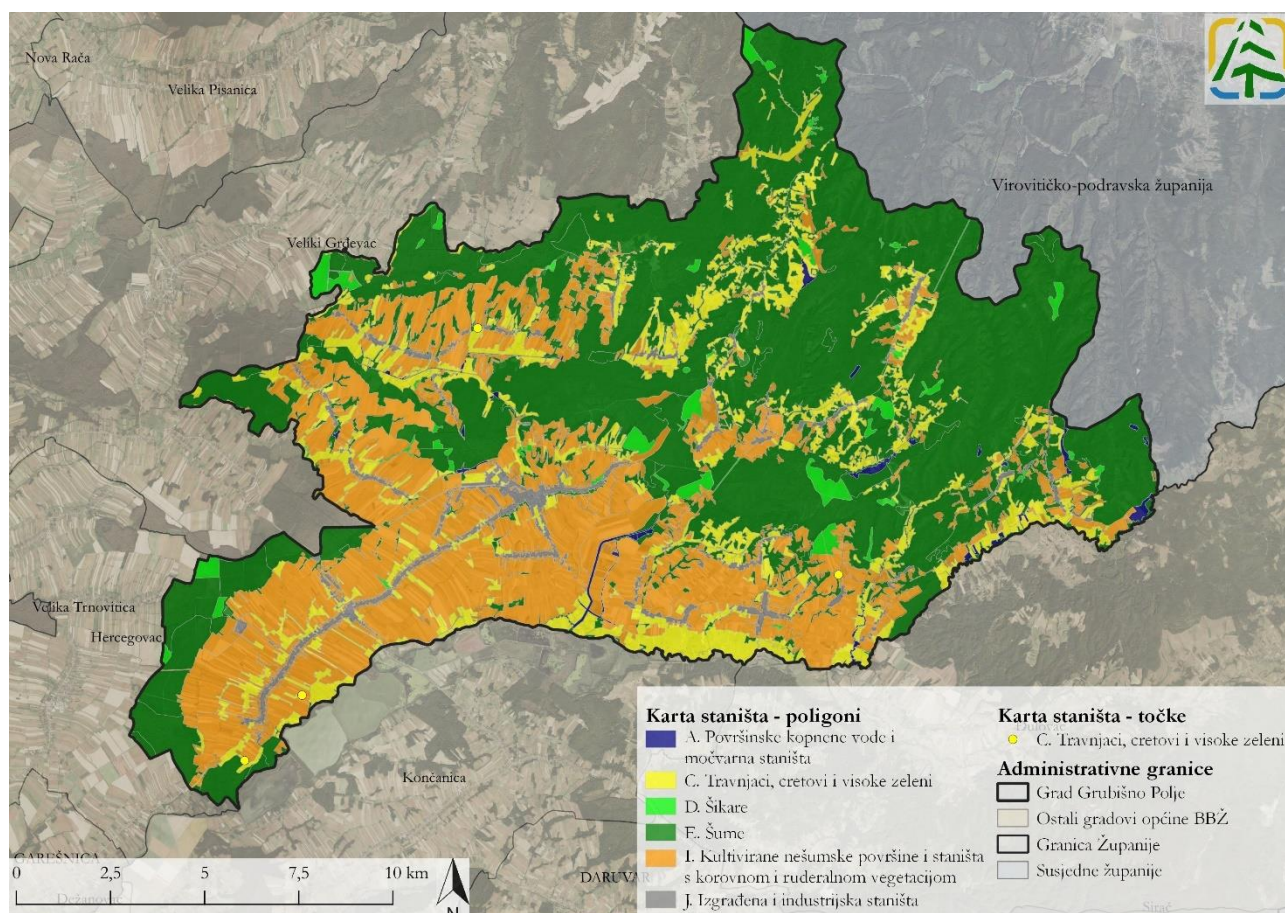 Nova Rača
Velika Pisanica
Virovitičko-podravska županija
Veliki Grđevac
Velika Trnovitica
Hercegovac
Končanica
GAREŠNICA
Dežanovac
DARUVAR
Sirač
0 2,5 5 7,5 10 km
N
Karta staništa - poligoni
A. Površinske kopnene vode i
močvarna staništa
C. Travnjaci, cretovi i visoke zeleni
D. Šikare
E. Šume
I. Kultivirane nešumske površine i staništa
s korovnom i ruderalnom vegetacijom
J. Izgrađena i industrijska staništa
Karta staništa - točke
C. Travnjaci, cretovi i visoke zeleni
Administrativne granice
Grad Grubišno Polje
Ostali gradovi općine BBŽ
Granica Županije
Susjedne županije